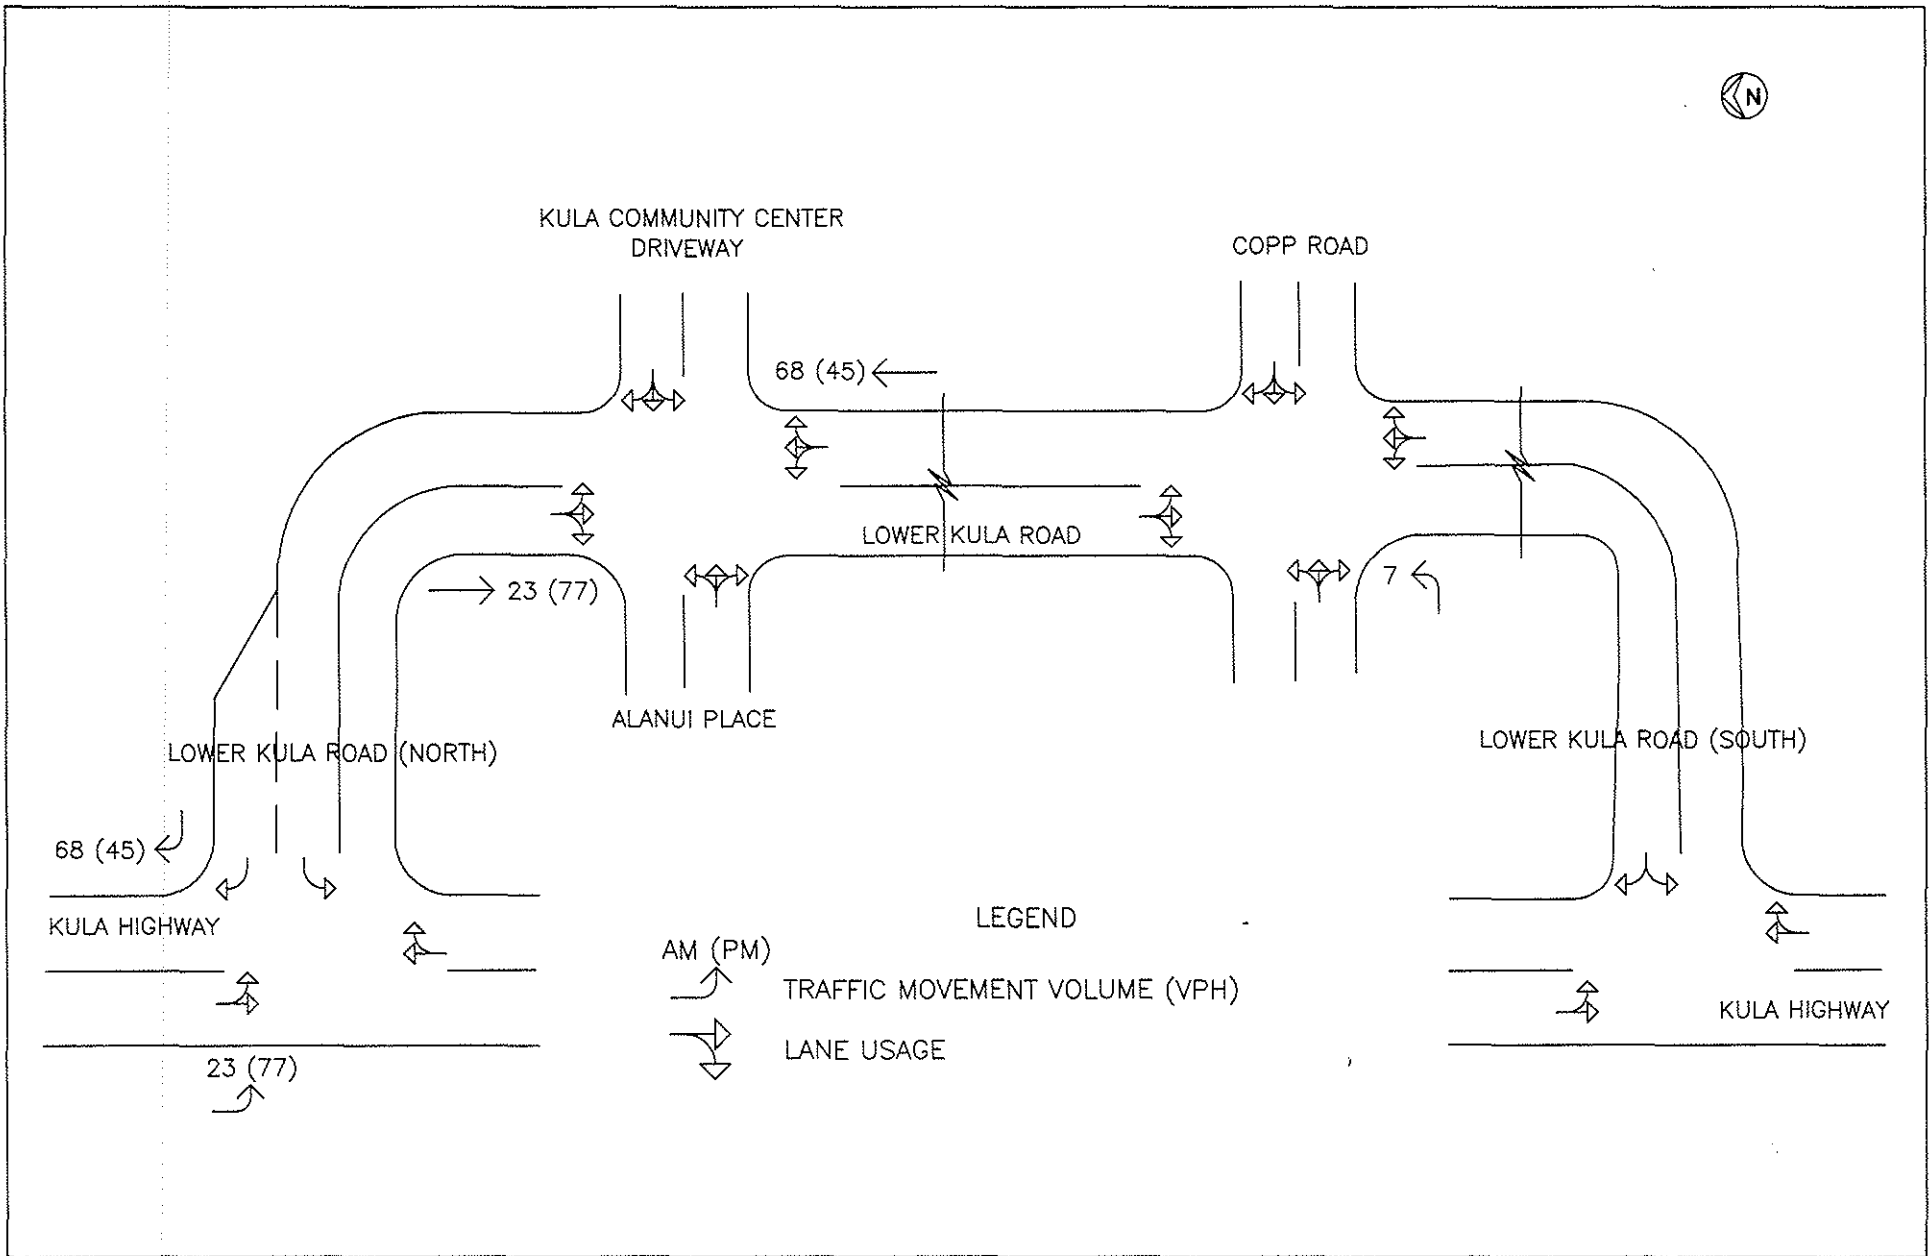 N
KULA COMMUNITY CENTER
DRIVEWAY
COPP ROAD
68 (45)
LOWER KULA ROAD
23 (77)
7
ALANUI PLACE
LOWER KULA ROAD (NORTH)
LOWER KULA ROAD (SOUTH)
68 (45)
KULA HIGHWAY
LEGEND
AM (PM)
TRAFFIC MOVEMENT VOLUME (VPH)
KULA HIGHWAY
LANE USAGE
23 (77)